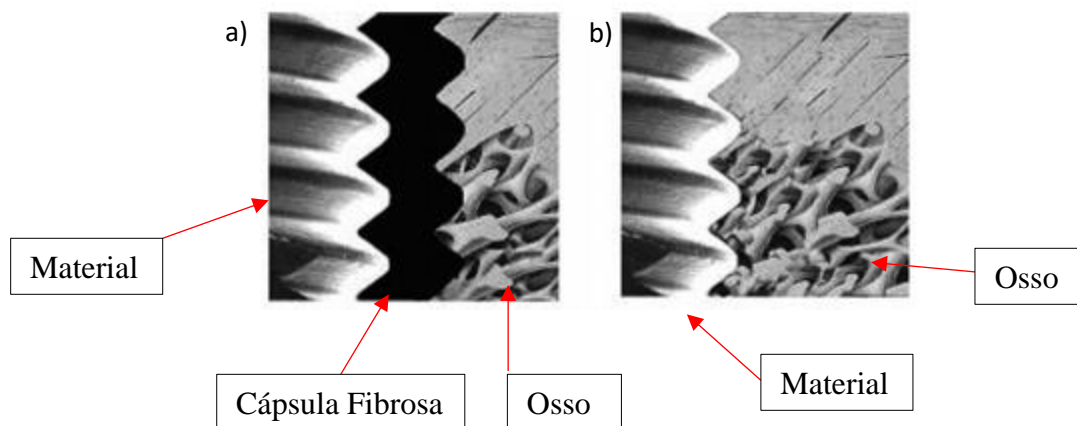 a)
b)
Material
Osso
Cápsula Fibrosa
Osso
Material